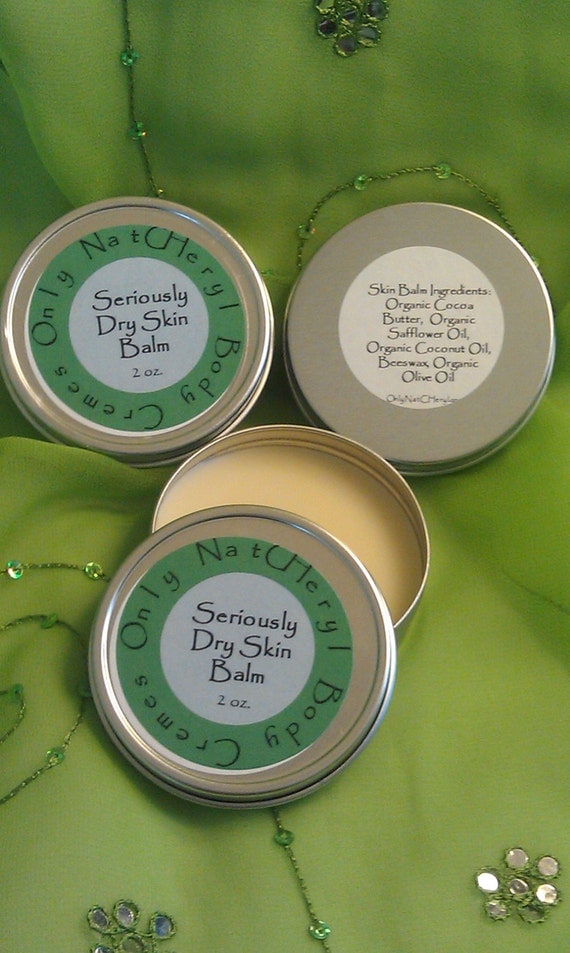 Only NatCHeryl Body Cremes
Seriously
Dry Skin
Balm
2 oz.
Skin Balm Ingredients:
Organic Cocoa
Butter, Organic
Safflower Oil,
Organic Coconut Oil,
Beeswax, Organic
Olive Oil
Only NatCHeryl Body Cremes
Seriously
Dry Skin
Balm
2 oz.